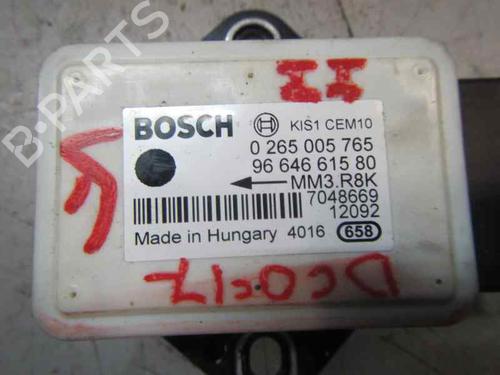 B-PARTS
II
BOSCH KIS1 CEM10
0 265 005 765
96 646 615 80
MM3.R8K
7048669
12092
Made in Hungary 4016 658